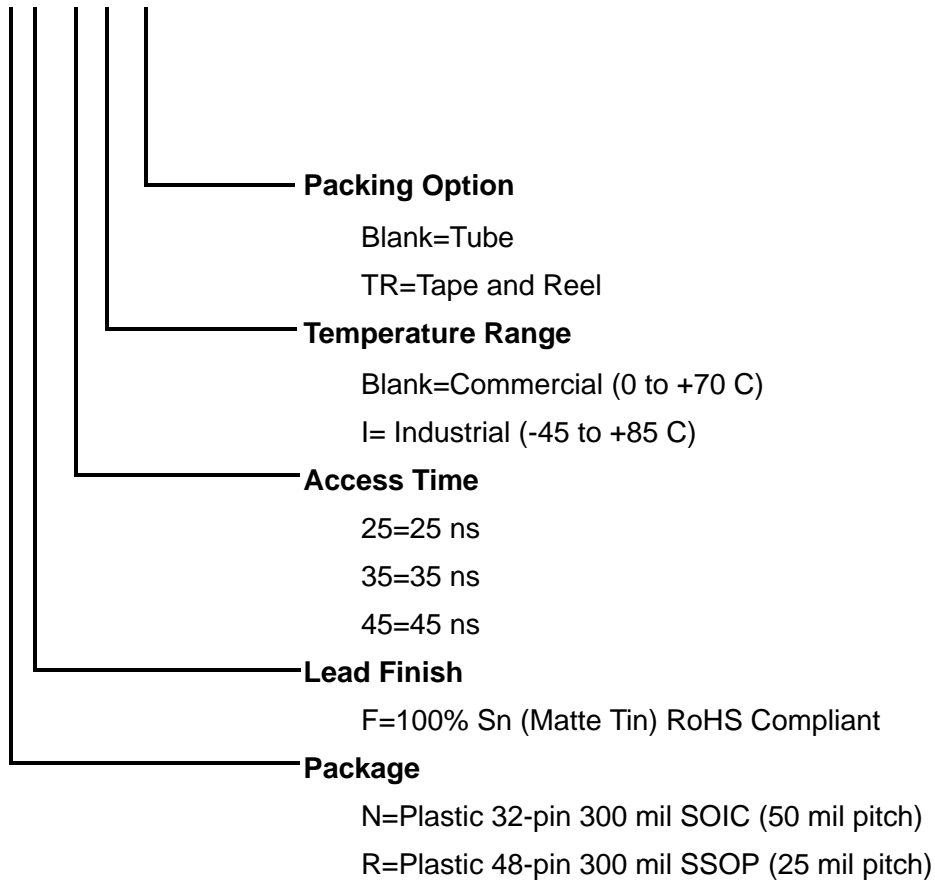 Packing Option
Blank=Tube
TR=Tape and Reel
Temperature Range
Blank=Commercial (0 to +70 C)
I= Industrial (-45 to +85 C)
Access Time
25=25 ns
35=35 ns
45=45 ns
Lead Finish
F=100% Sn (Matte Tin) RoHS Compliant
Package
N=Plastic 32-pin 300 mil SOIC (50 mil pitch)
R=Plastic 48-pin 300 mil SSOP (25 mil pitch)